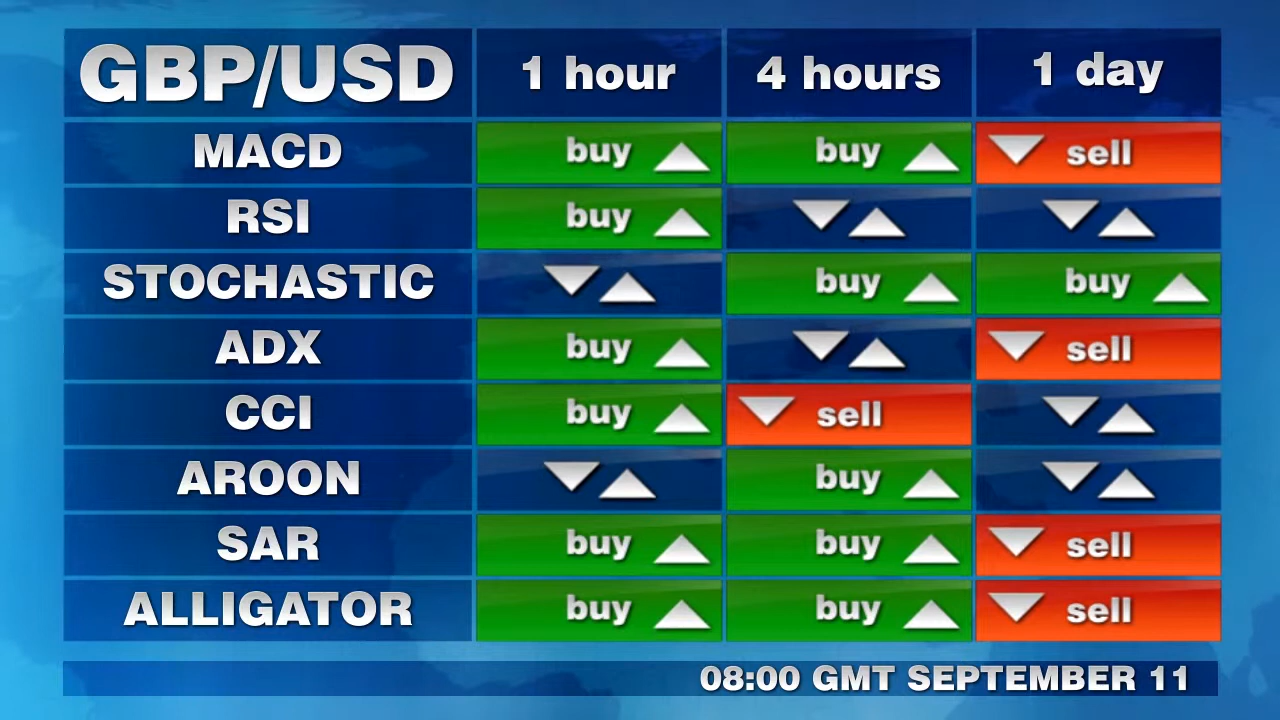 GBP/USD 1 hour 4 hours 1 day
MACD buy buy sell
RSI buy
STOCHASTIC buy buy
ADX buy sell
CCI buy sell
AROON buy
SAR buy buy sell
ALLIGATOR buy buy sell
08:00 GMT SEPTEMBER 11